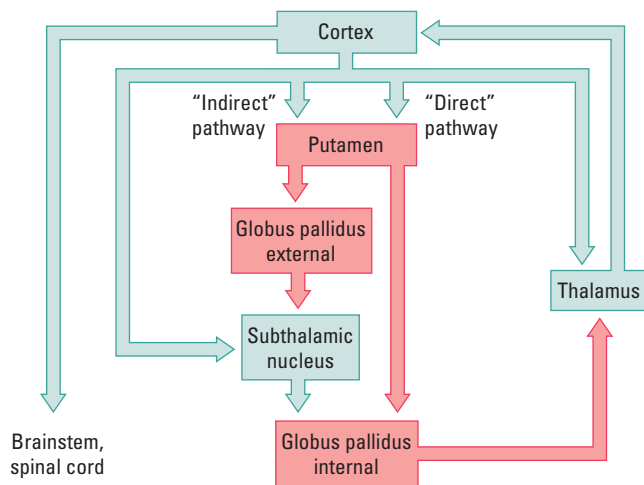 Cortex
“Indirect”
pathway
“Direct”
pathway
Putamen
Globus pallidus
external
Thalamus
Subthalamic
nucleus
Brainstem,
spinal cord
Globus pallidus
internal